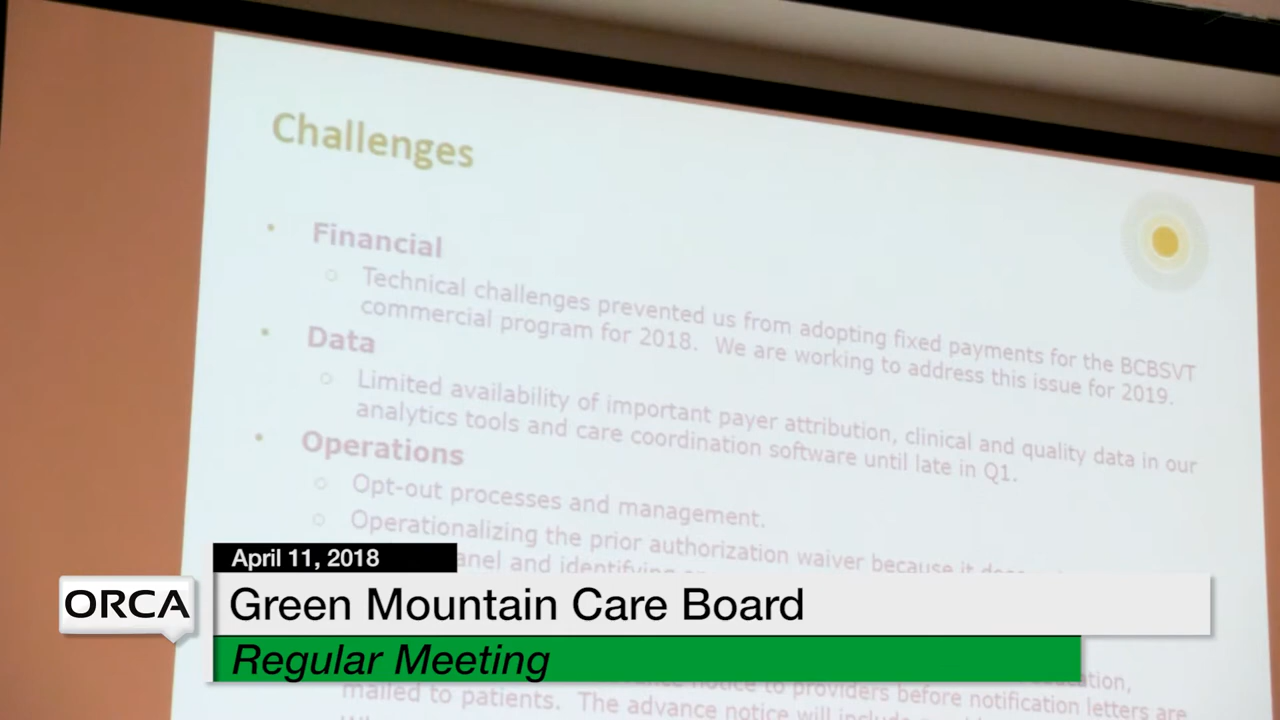 Challenges
• Financial
○ Technical challenges prevented us from adopting fixed payments for the BCBSVT
commercial program for 2018. We are working to address this issue for 2019.
• Data
○ Limited availability of important payer attribution, clinical and quality data in our
analytics tools and care coordination software until late in Q1.
• Operations
○ Opt-out processes and management.
○ Operationalizing the prior authorization waiver because it
and identifying
April 11, 2018
ORCA
Green Mountain Care Board
Regular Meeting
notice to providers before notification letters are
mailed to patients. The advance notice will include